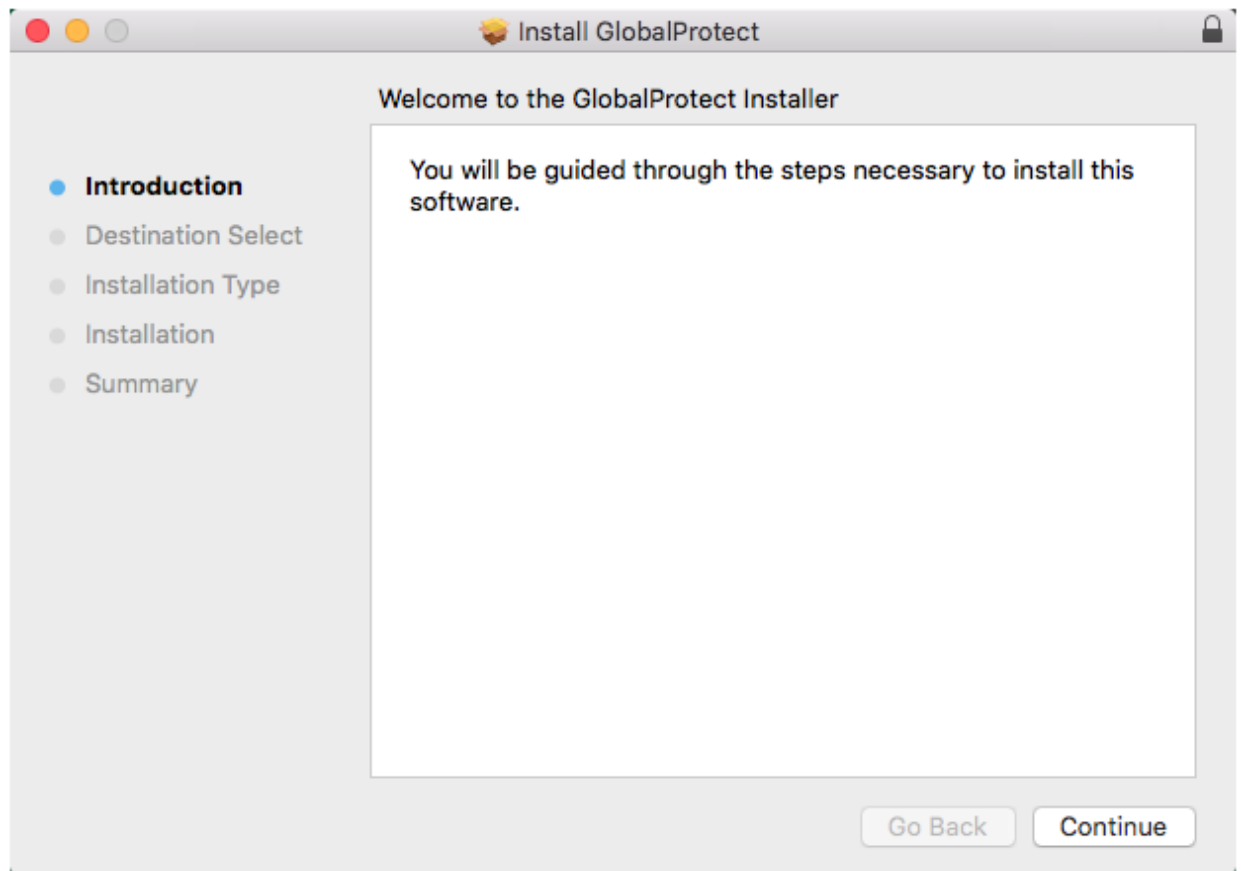 Install GlobalProtect
Welcome to the GlobalProtect Installer
Introduction
Destination Select
Installation Type
Installation
Summary
You will be guided through the steps necessary to install this
software.
Go Back
Continue